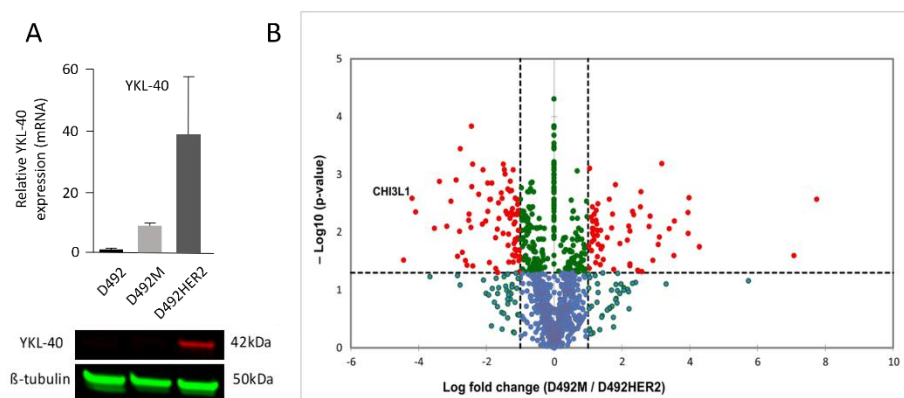 A
B
YKL-40
Relative YKL-40
expression (mRNA)
60
40
20
0
D492
D492M
D492HER2
YKL-40
42kDa
ß-tubulin
50kDa
5
4
3
2
1
0
– Log10 (p-value)
CHI3L1
-6
-4
-2
0
2
4
6
8
10
Log fold change (D492M / D492HER2)